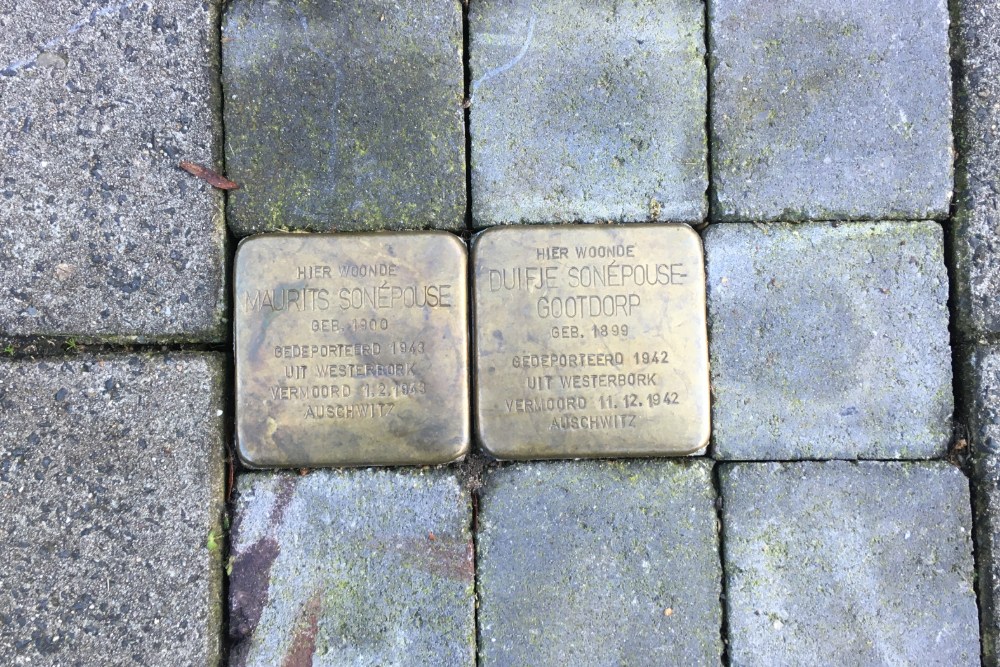 HIER WOONDE
MAURITS SONÉPOUSE
GEB. 1900
GEDEPORTEERD 1943
UIT WESTERBORK
VERMOORD 1.2.1943
AUSCHWITZ
HIER WOONDE
DUIFJE SONÉPOUSE-
GOOTDORP
GEB. 1899
GEDEPORTEERD 1942
UIT WESTERBORK
VERMOORD 11.12.1942
AUSCHWITZ